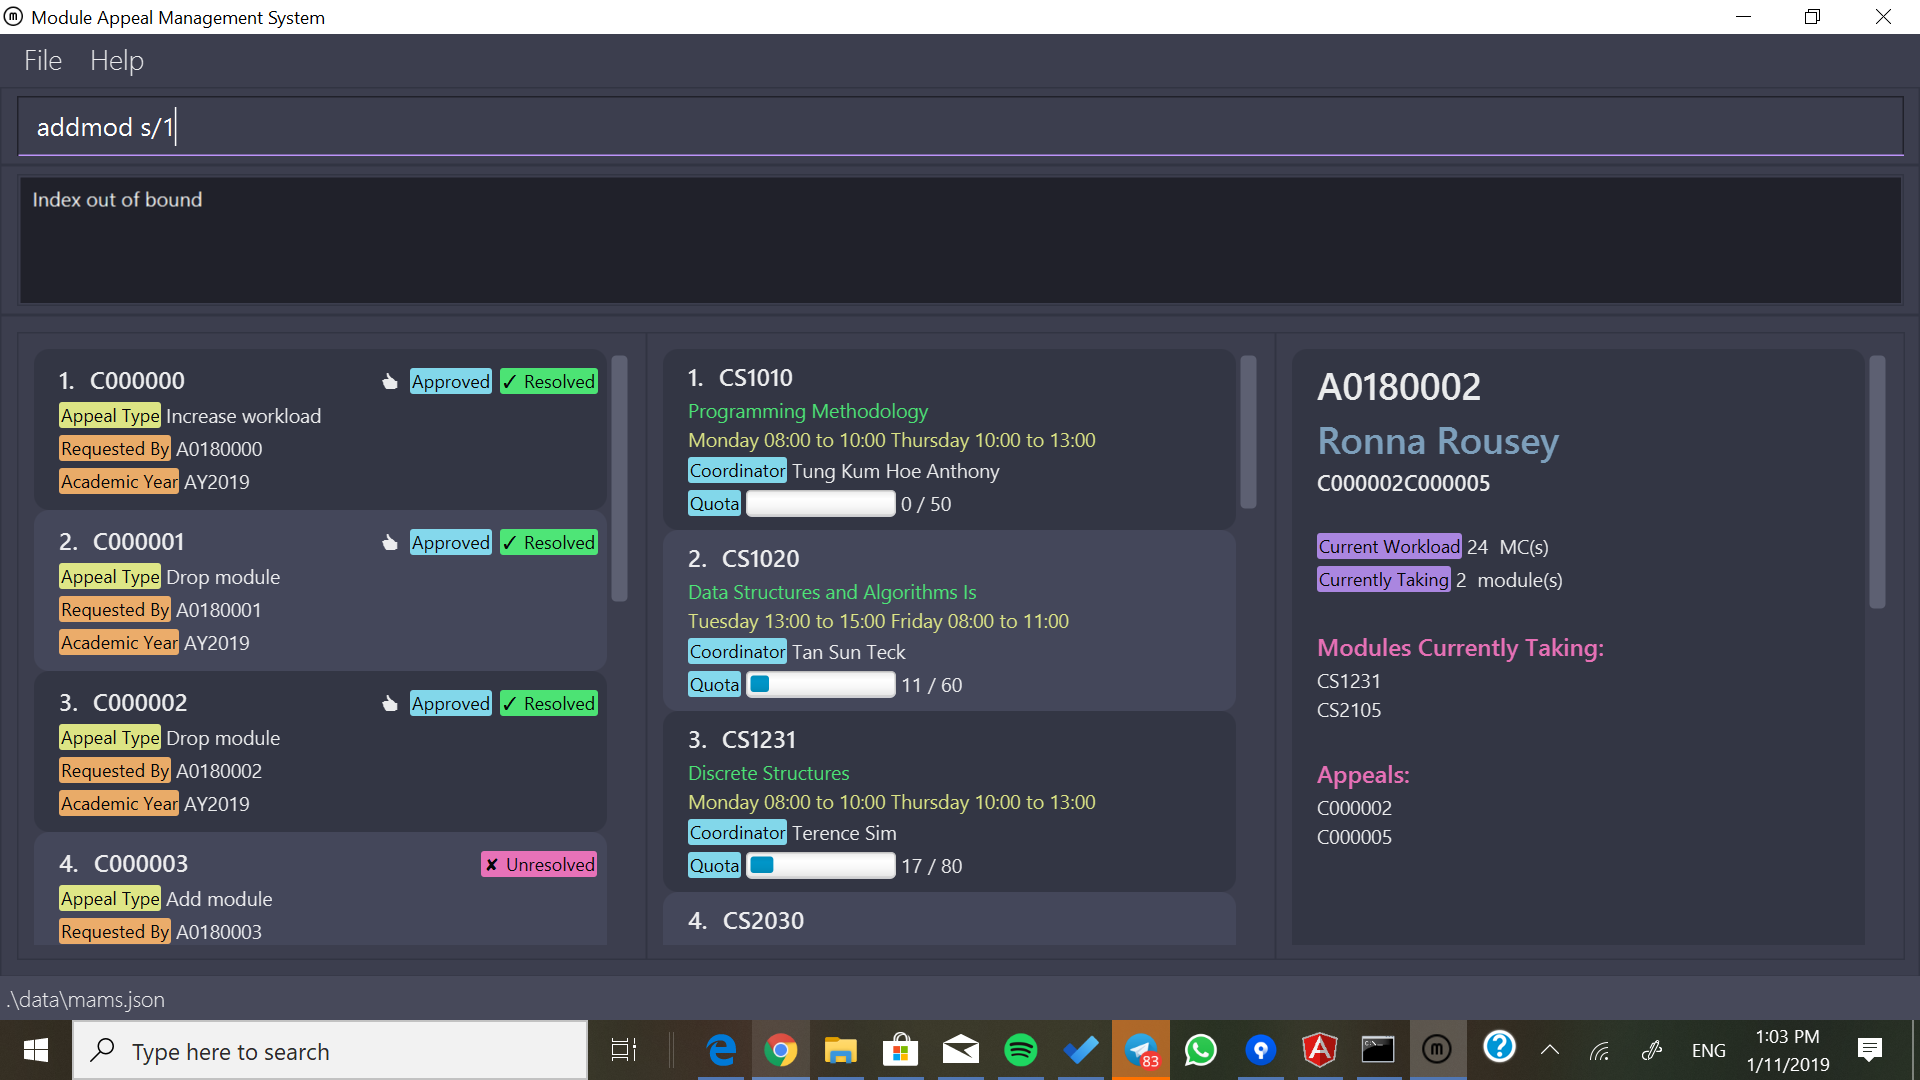 Module Appeal Management System
File Help
addmod s/1
Index out of bound
1. C000000 Approved ✓ Resolved
Appeal Type Increase workload
Requested By A0180000
Academic Year AY2019
2. C000001 Approved ✓ Resolved
Appeal Type Drop module
Requested By A0180001
Academic Year AY2019
3. C000002 Approved ✓ Resolved
Appeal Type Drop module
Requested By A0180002
Academic Year AY2019
4. C000003 ✘ Unresolved
Appeal Type Add module
Requested By A0180003
1. CS1010
Programming Methodology
Monday 08:00 to 10:00 Thursday 10:00 to 13:00
Coordinator Tung Kum Hoe Anthony
Quota 0 / 50
2. CS1020
Data Structures and Algorithms Is
Tuesday 13:00 to 15:00 Friday 08:00 to 11:00
Coordinator Tan Sun Teck
Quota 11 / 60
3. CS1231
Discrete Structures
Monday 08:00 to 10:00 Thursday 10:00 to 13:00
Coordinator Terence Sim
Quota 17 / 80
4. CS2030
A0180002
Ronna Rousey
C000002C000005
Current Workload 24 MC(s)
Currently Taking 2 module(s)
Modules Currently Taking:
CS1231
CS2105
Appeals:
C000002
C000005
.\data\mams.json
Type here to search
83
ENG
1:03 PM
1/11/2019